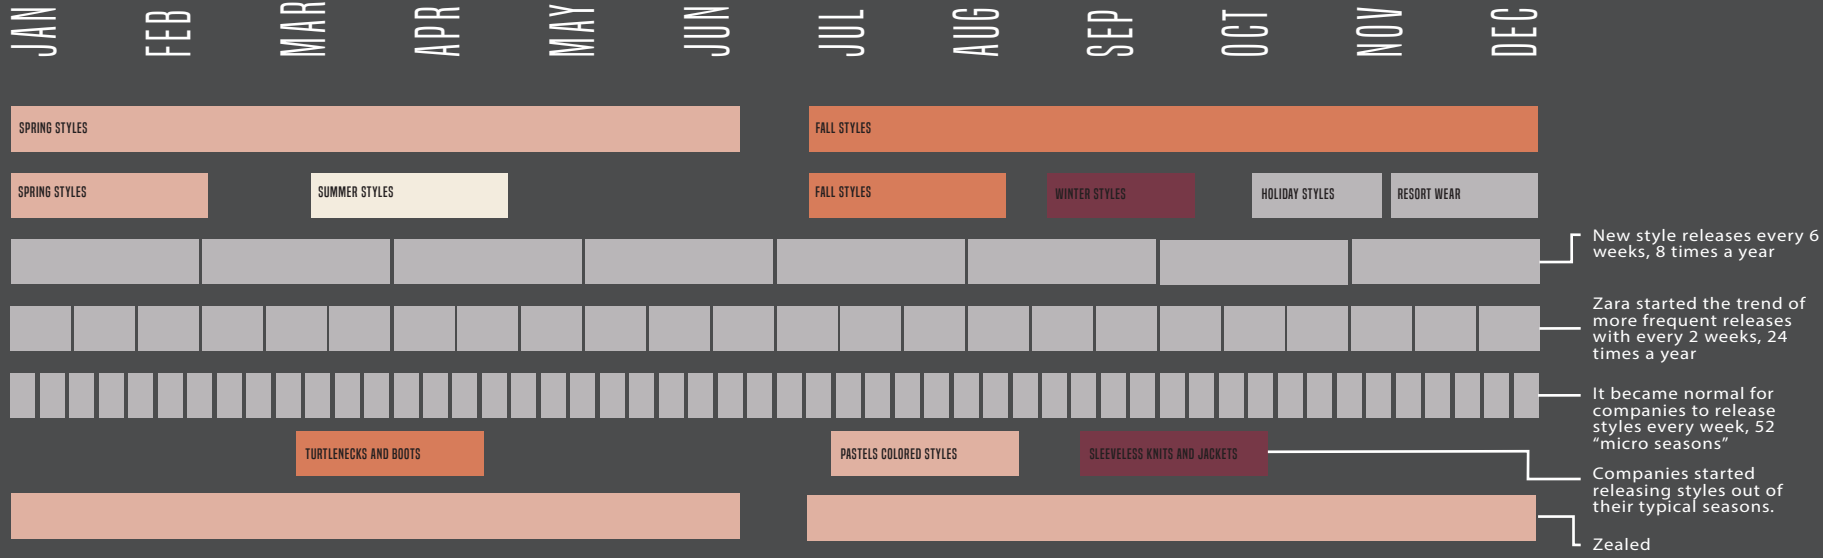 JAN
FEB
MAR
APR
MAY
JUN
JUL
AUG
SEP
OCT
NOV
DEC
SPRING STYLES
FALL STYLES
SPRING STYLES
SUMMER STYLES
FALL STYLES
WINTER STYLES
HOLIDAY STYLES
RESORT WEAR
New style releases every 6
weeks, 8 times a year
Zara started the trend of
more frequent releases
with every 2 weeks, 24
times a year
It became normal for
companies to release
styles every week, 52
“micro seasons”
TURTLENECKS AND BOOTS
PASTELS COLORED STYLES
SLEEVELESS KNITS AND JACKETS
Companies started
releasing styles out of
their typical seasons.
Zealed